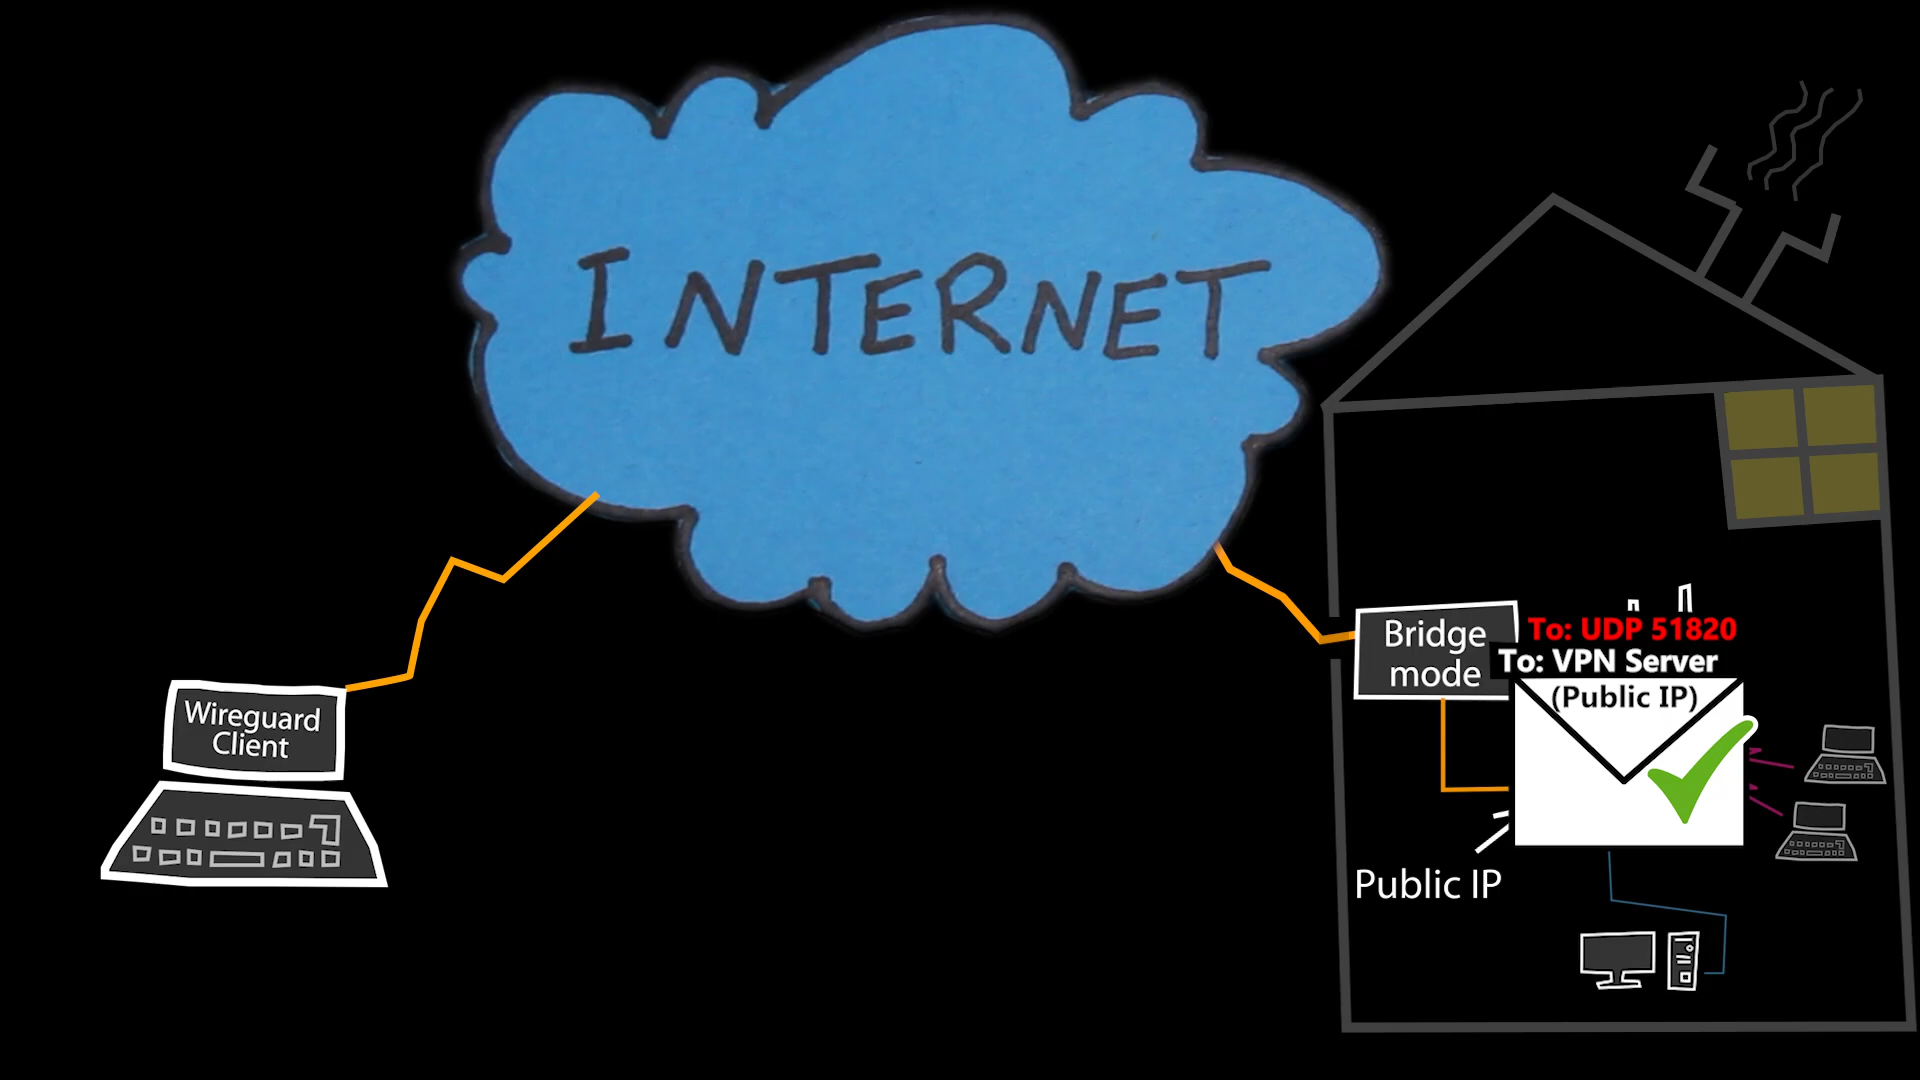 INTERNET
Wireguard
Client
Bridge
mode
To: UDP 51820
To: VPN Server
(Public IP)
Public IP